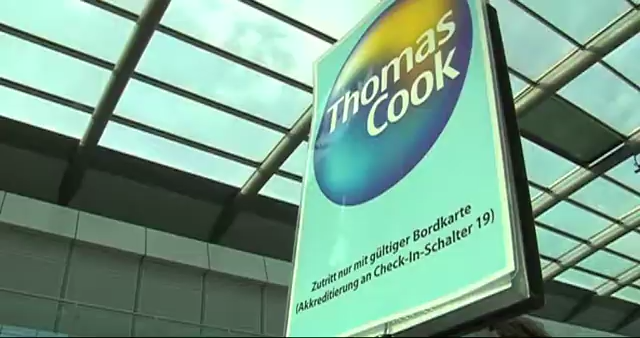 Thomas
Cook
Zutritt nur mit gültiger Bordkarte
(Akkreditierung an Check-In-Schalter 19)